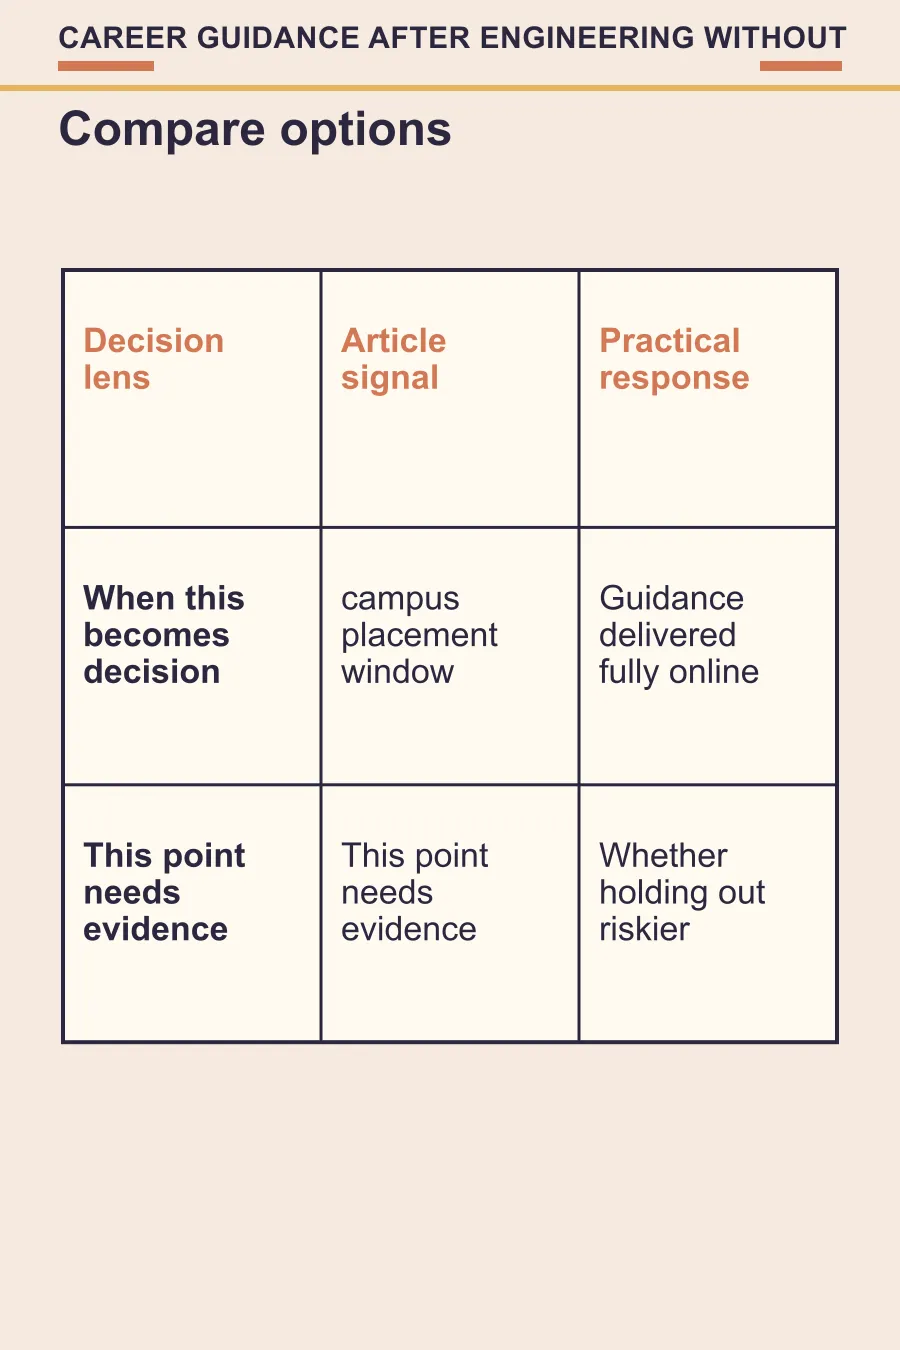 CAREER GUIDANCE AFTER ENGINEERING WITHOUT
Compare options
Decision
lens
Article
signal
Practical
response
When this
becomes
decision
campus
placement
window
Guidance
delivered
fully online
This point
needs
evidence
This point
needs
evidence
Whether
holding out
riskier